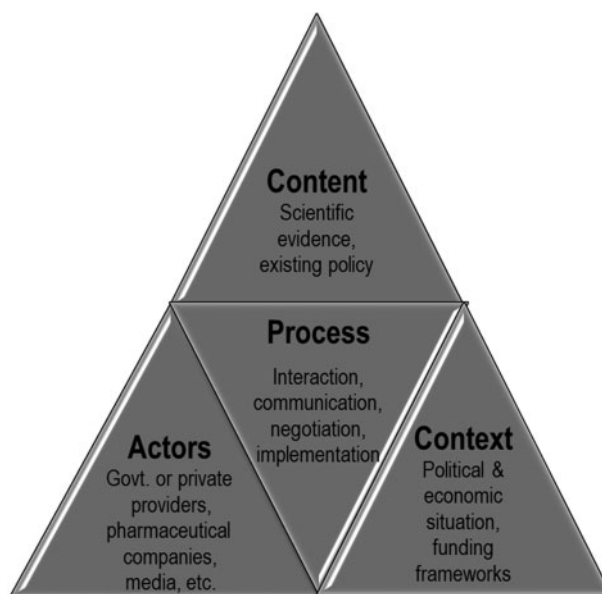 Content
Scientific
evidence,
existing policy
Process
Interaction,
communication,
negotiation,
implementation
Actors
Govt. or private
providers,
pharmaceutical
companies,
media, etc.
Context
Political &
economic
situation,
funding
frameworks